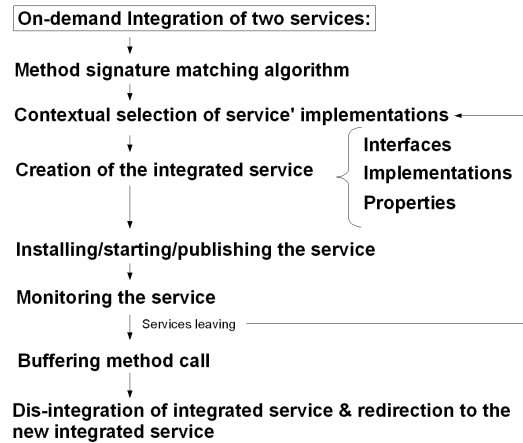 On-demand Integration of two services:
Method signature matching algorithm
Contextual selection of service' implementations
Creation of the integrated service
Interfaces
Implementations
Properties
Installing/starting/publishing the service
Monitoring the service
Services leaving
Buffering method call
Dis-integration of integrated service & redirection to the
new integrated service